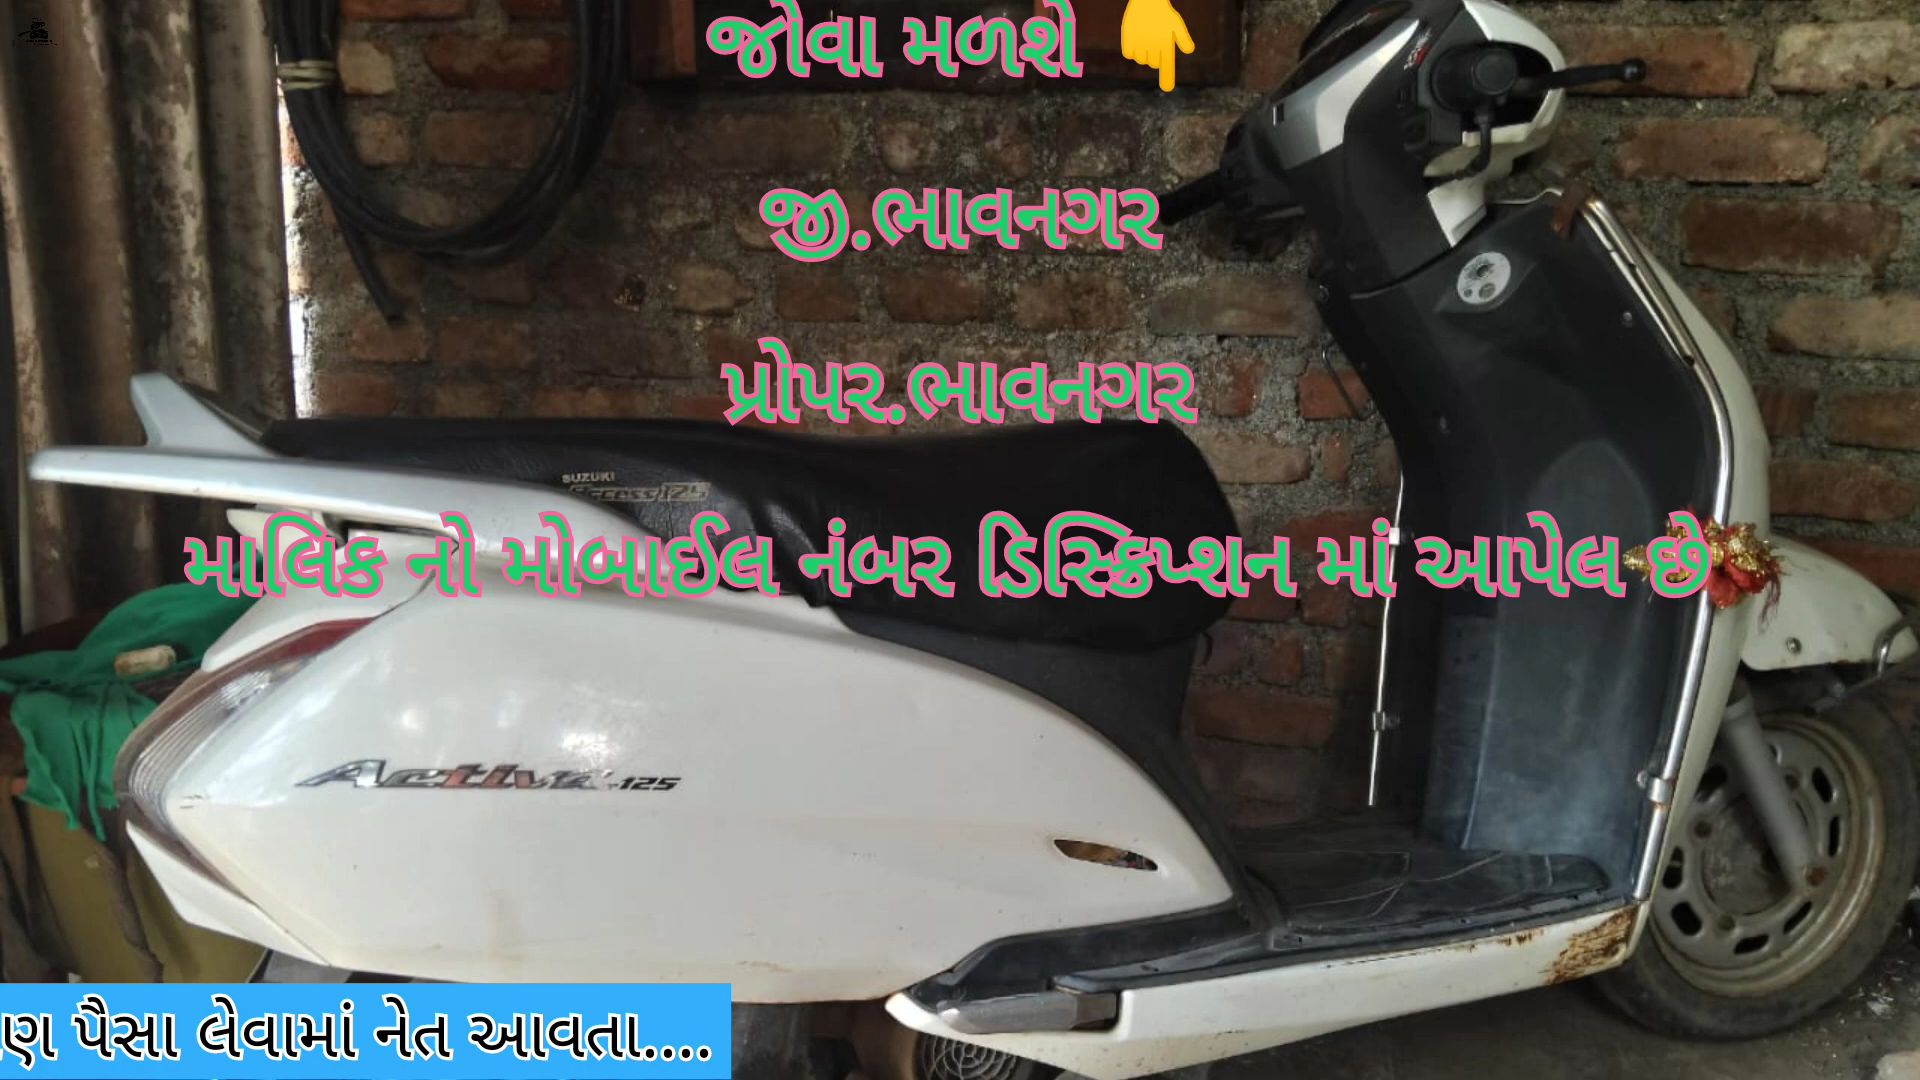 જોવા મળશે 👇
જી.ભાવનગર
પ્રોપર.ભાવનગર
SUZUKI
Access 125
માલિક નો મોબાઈલ નંબર ડિસ્ક્રિપ્શન માં આપેલ છે
Activa 125
પૈસા લેવામાં નેત આવતા....